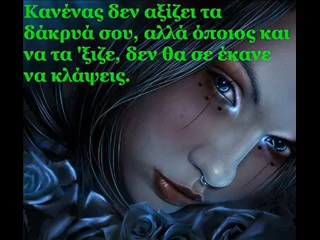 Κανένας δεν αξίζει τα
δάκρυά σου, αλλά όποιος και
να τα 'ξιζε, δεν θα σε έκανε
να κλάψεις.